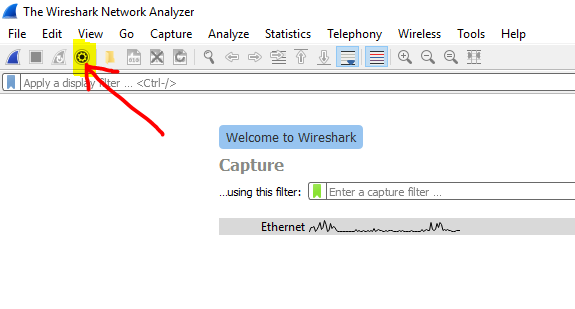 The Wireshark Network Analyzer
File Edit View Go Capture Analyze Statistics Telephony Wireless Tools Help
Apply a display filter ... <Ctrl-/>
Welcome to Wireshark
Capture
...using this filter: Enter a capture filter ...
Ethernet